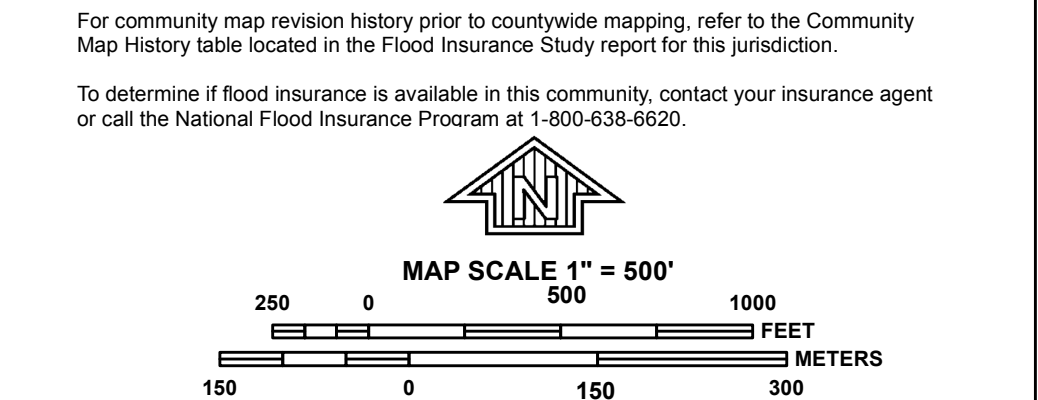 For community map revision history prior to countywide mapping, refer to the Community
Map History table located in the Flood Insurance Study report for this jurisdiction.
To determine if flood insurance is available in this community, contact your insurance agent
or call the National Flood Insurance Program at 1-800-638-6620.
N
MAP SCALE 1" = 500'
250 0 500 1000
FEET
METERS
150 0 150 300